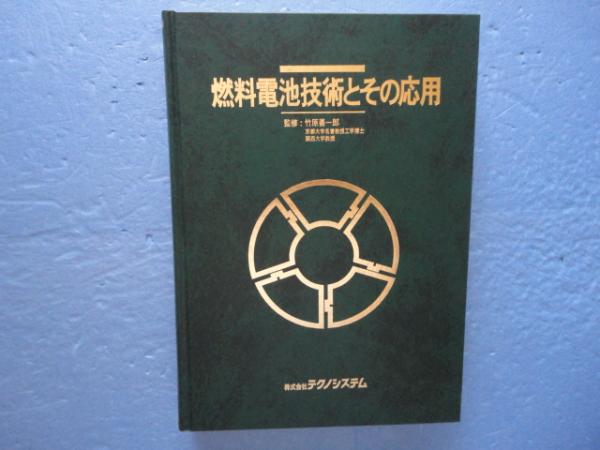 燃料電池技術とその応用
監修：竹原善一郎
京都大学名誉教授工学博士
関西大学教授
株式会社テクノシステム